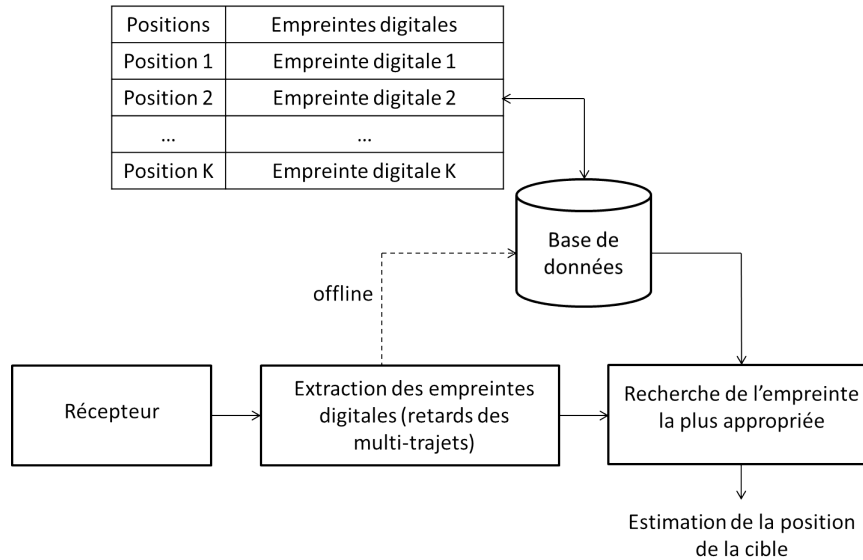 Positions Empreintes digitales
Position 1 Empreinte digitale 1
Position 2 Empreinte digitale 2
... ...
Position K Empreinte digitale K
Base de
données
offline
Récepteur
Extraction des empreintes
digitales (retards des
multi-trajets)
Recherche de l'empreinte
la plus appropriée
Estimation de la position
de la cible